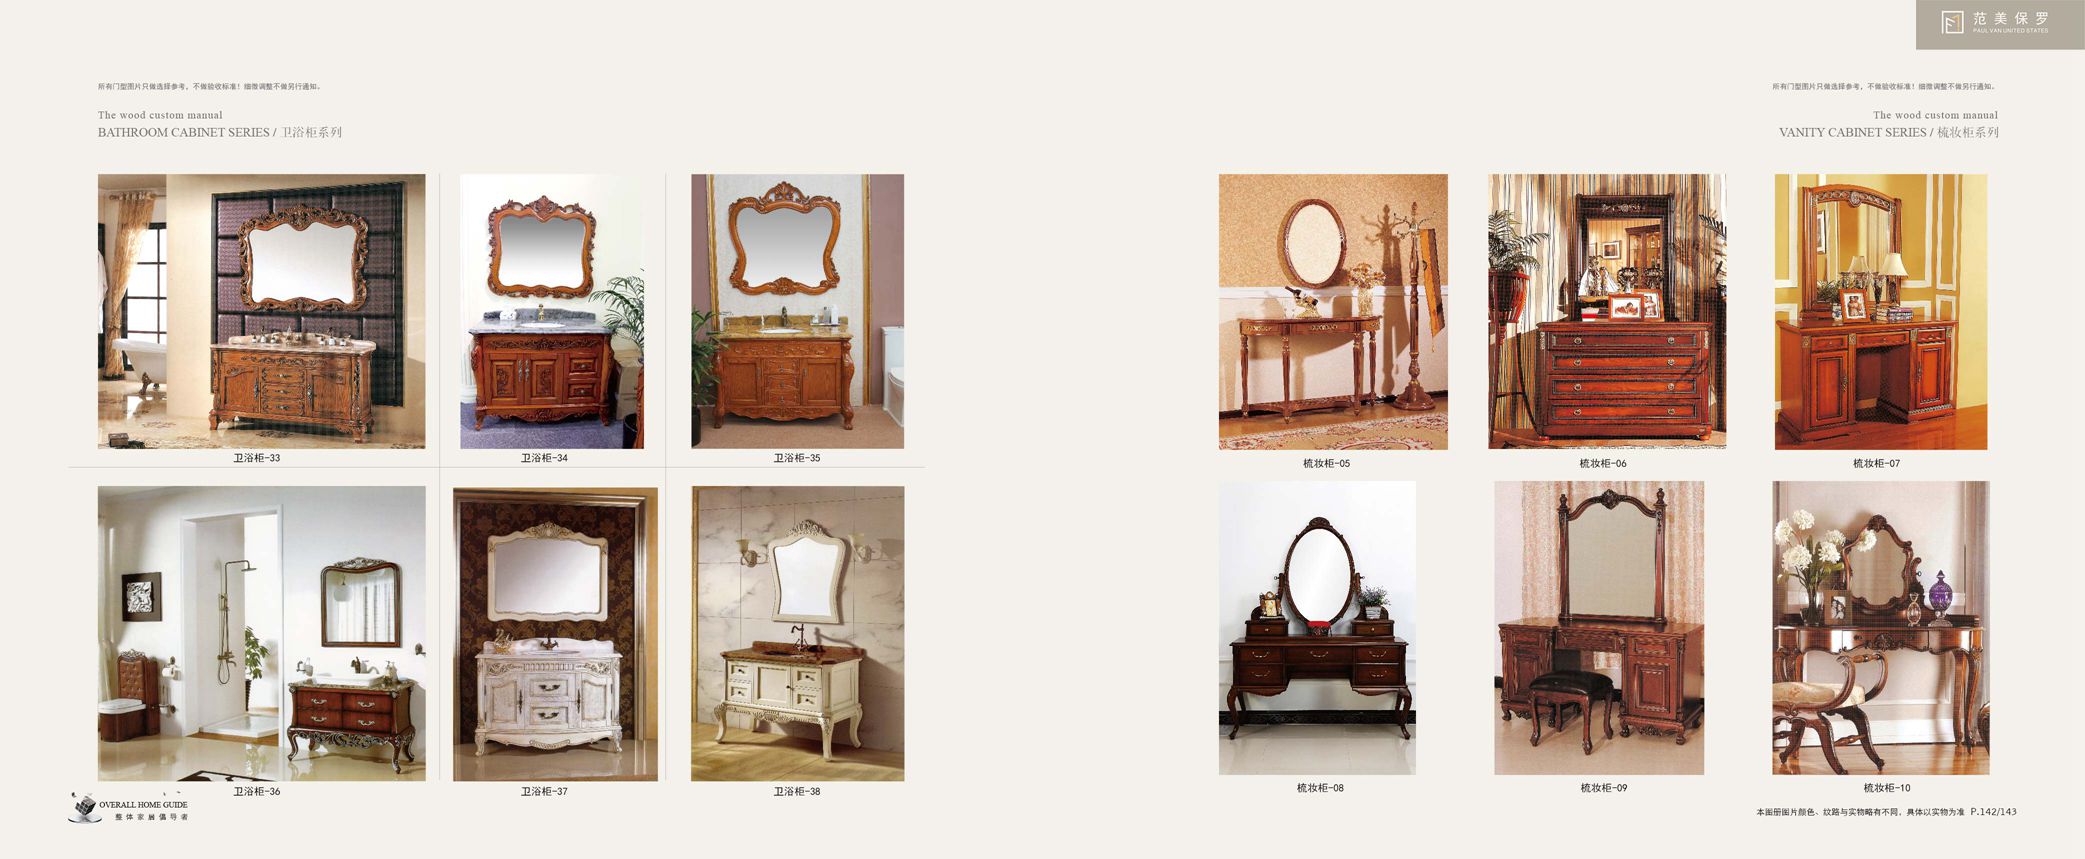 范美保罗
PAUL VAN UNITED STATES
所有门型图片只做选择参考，不做验收标准！细微调整不做另行通知。
The wood custom manual
BATHROOM CABINET SERIES / 卫浴柜系列
所有门型图片只做选择参考，不做验收标准！细微调整不做另行通知。
The wood custom manual
VANITY CABINET SERIES / 梳妆柜系列
卫浴柜-33
卫浴柜-34
卫浴柜-35
卫浴柜-36
卫浴柜-37
卫浴柜-38
OVERALL HOME GUIDE
整体家居倡导者
梳妆柜-05
梳妆柜-06
梳妆柜-07
梳妆柜-08
梳妆柜-09
梳妆柜-10
本图册图片颜色、纹路与实物略有不同，具体以实物为准 P.142/143